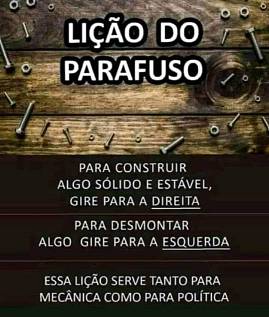 LIÇÃO DO
PARAFUSO
PARA CONSTRUIR
ALGO SÓLIDO E ESTÁVEL,
GIRE PARA A DIREITA
PARA DESMONTAR
ALGO GIRE PARA A ESQUERDA
ESSA LIÇÃO SERVE TANTO PARA
MECÂNICA COMO PARA POLÍTICA